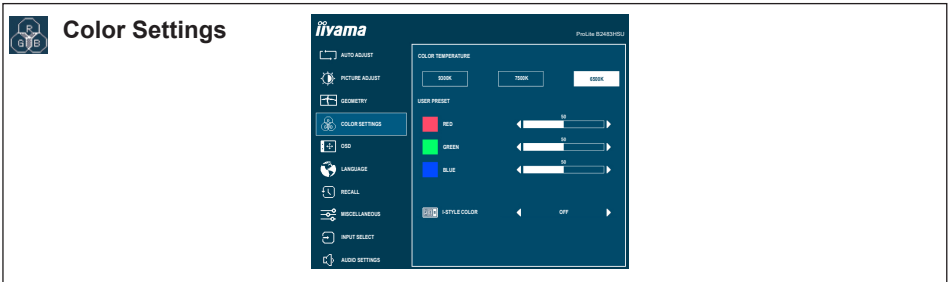 R
G B
Color Settings
iiyama
ProLite B2483HSU
AUTO ADJUST
PICTURE ADJUST
GEOMETRY
COLOR SETTINGS
OSD
LANGUAGE
RECALL
MISCELLANEOUS
INPUT SELECT
AUDIO SETTINGS
COLOR TEMPERATURE
9300K
7500K
6500K
USER PRESET
RED
50
GREEN
50
BLUE
50
I-STYLE COLOR
OFF